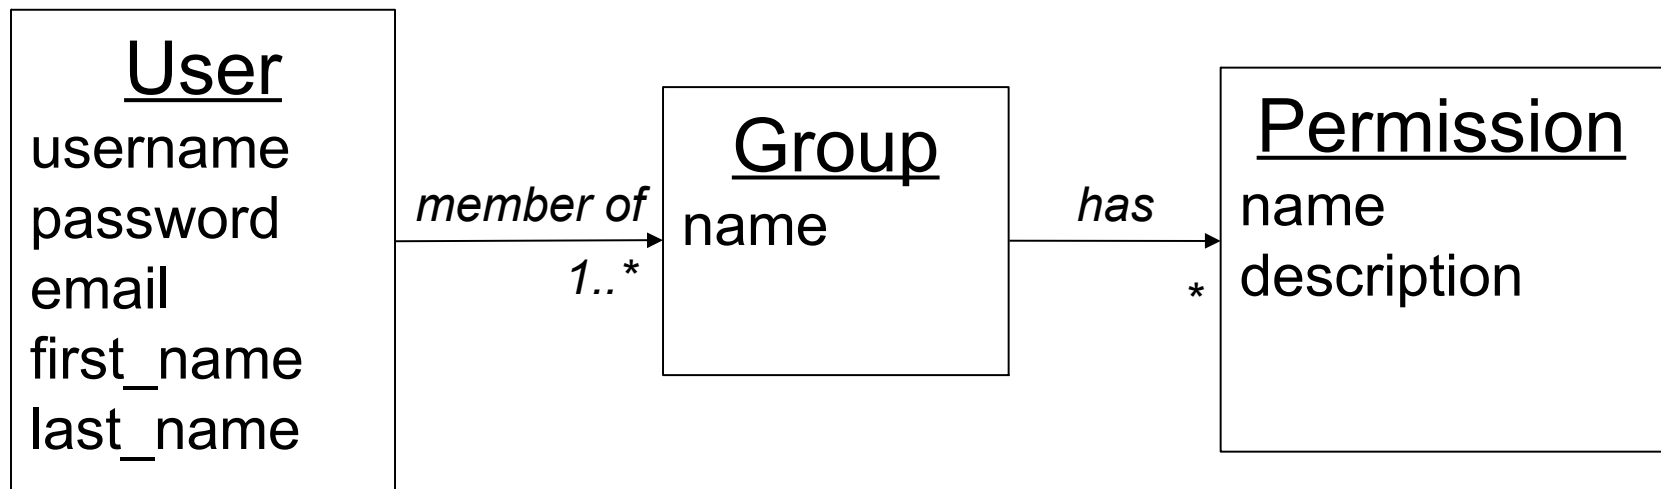 User
username
password
email
first_name
last_name
member of
1..*
Group
name
has
*
Permission
name
description